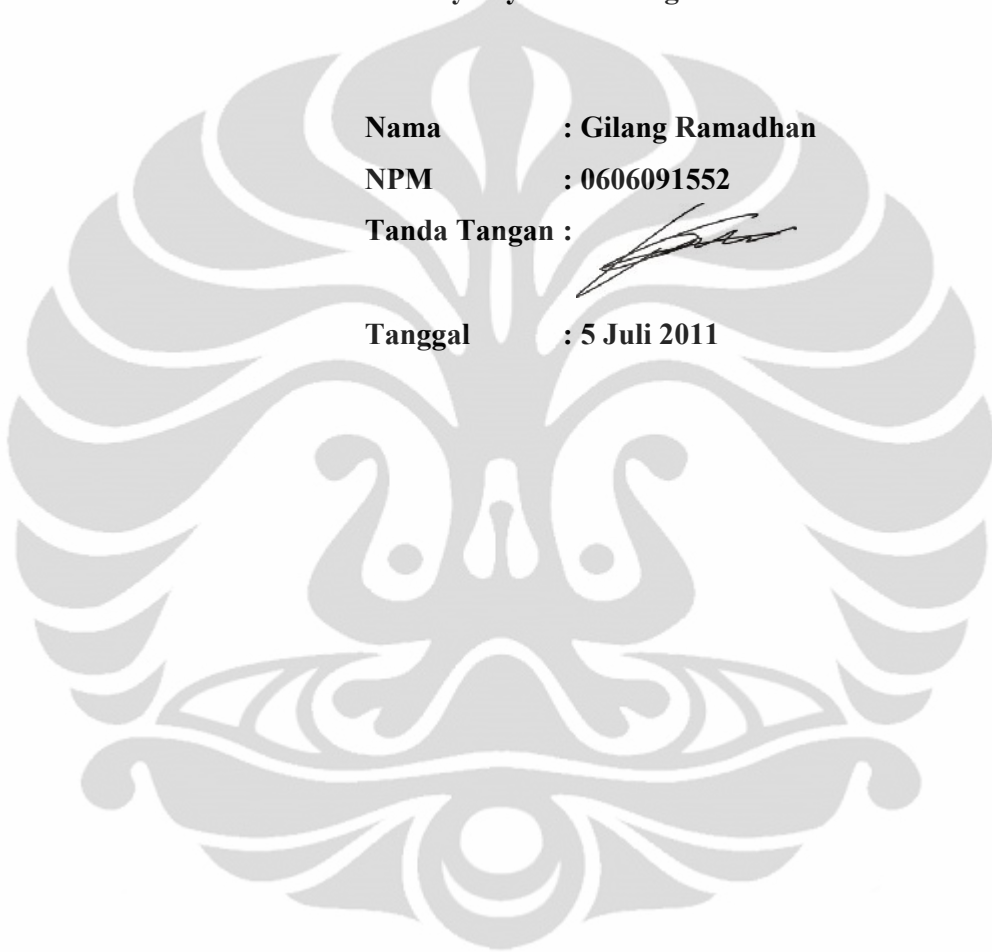 Nama : Gilang Ramadhan
NPM : 0606091552
Tanda Tangan :
Tanggal : 5 Juli 2011